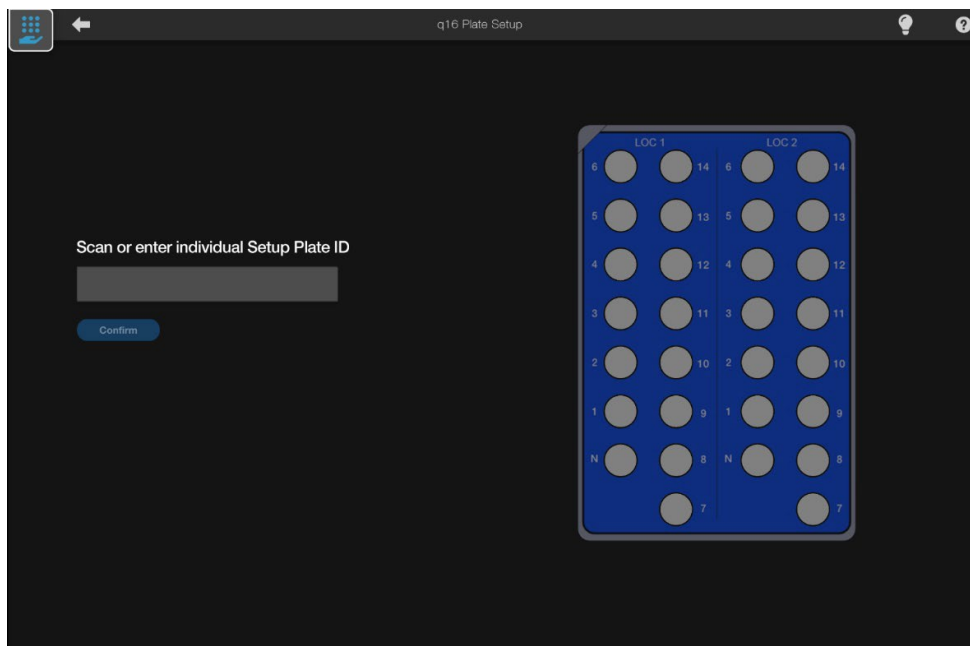 q16 Plate Setup
?
Scan or enter individual Setup Plate ID
Confirm
LOC 1 LOC 2
6 14 6 14
5 13 5 13
4 12 4 12
3 11 3 11
2 10 2 10
1 9 1 9
N 8 N 8
7 7